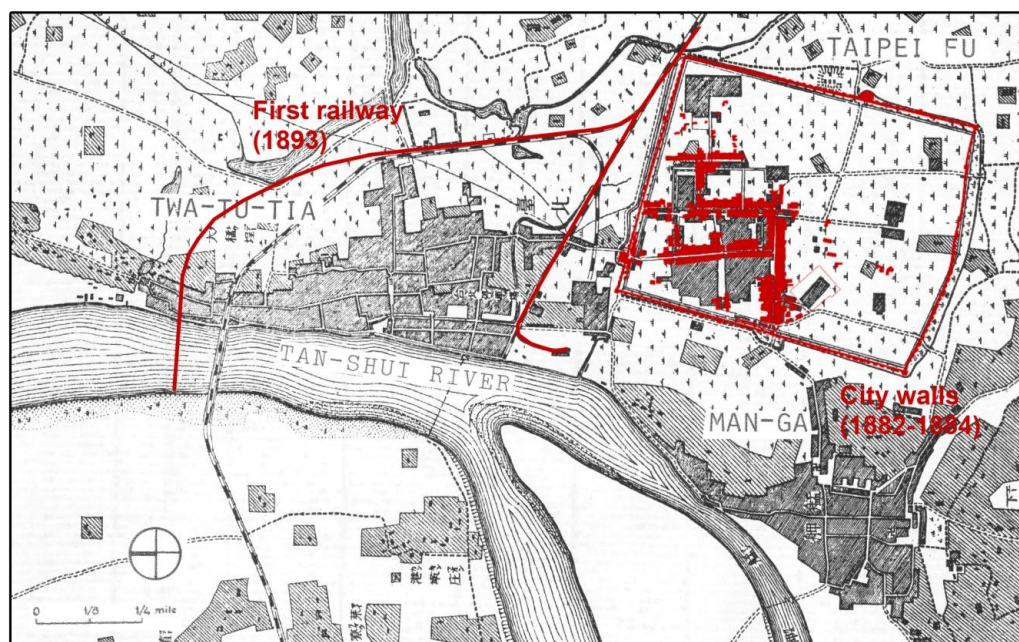 TAIPEI FU
First railway
(1893)
TWA-TU-TIA
TAN-SHUI RIVER
City walls
(1882-1884)
MAN-GA
0 1/8 1/4 mile